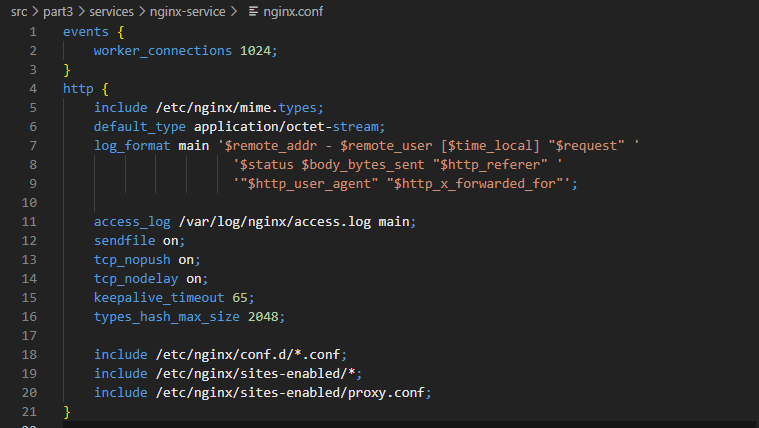 src > part3 > services > nginx-service > nginx.conf
1 events {
2     worker_connections 1024;
3 }
4 http {
5     include /etc/nginx/mime.types;
6     default_type application/octet-stream;
7     log_format main '$remote_addr - $remote_user [$time_local] "$request" '
8                       '$status $body_bytes_sent "$http_referer" '
9                       '"$http_user_agent" "$http_x_forwarded_for"';
10
11     access_log /var/log/nginx/access.log main;
12     sendfile on;
13     tcp_nopush on;
14     tcp_nodelay on;
15     keepalive_timeout 65;
16     types_hash_max_size 2048;
17
18     include /etc/nginx/conf.d/*.conf;
19     include /etc/nginx/sites-enabled/*;
20     include /etc/nginx/sites-enabled/proxy.conf;
21 }